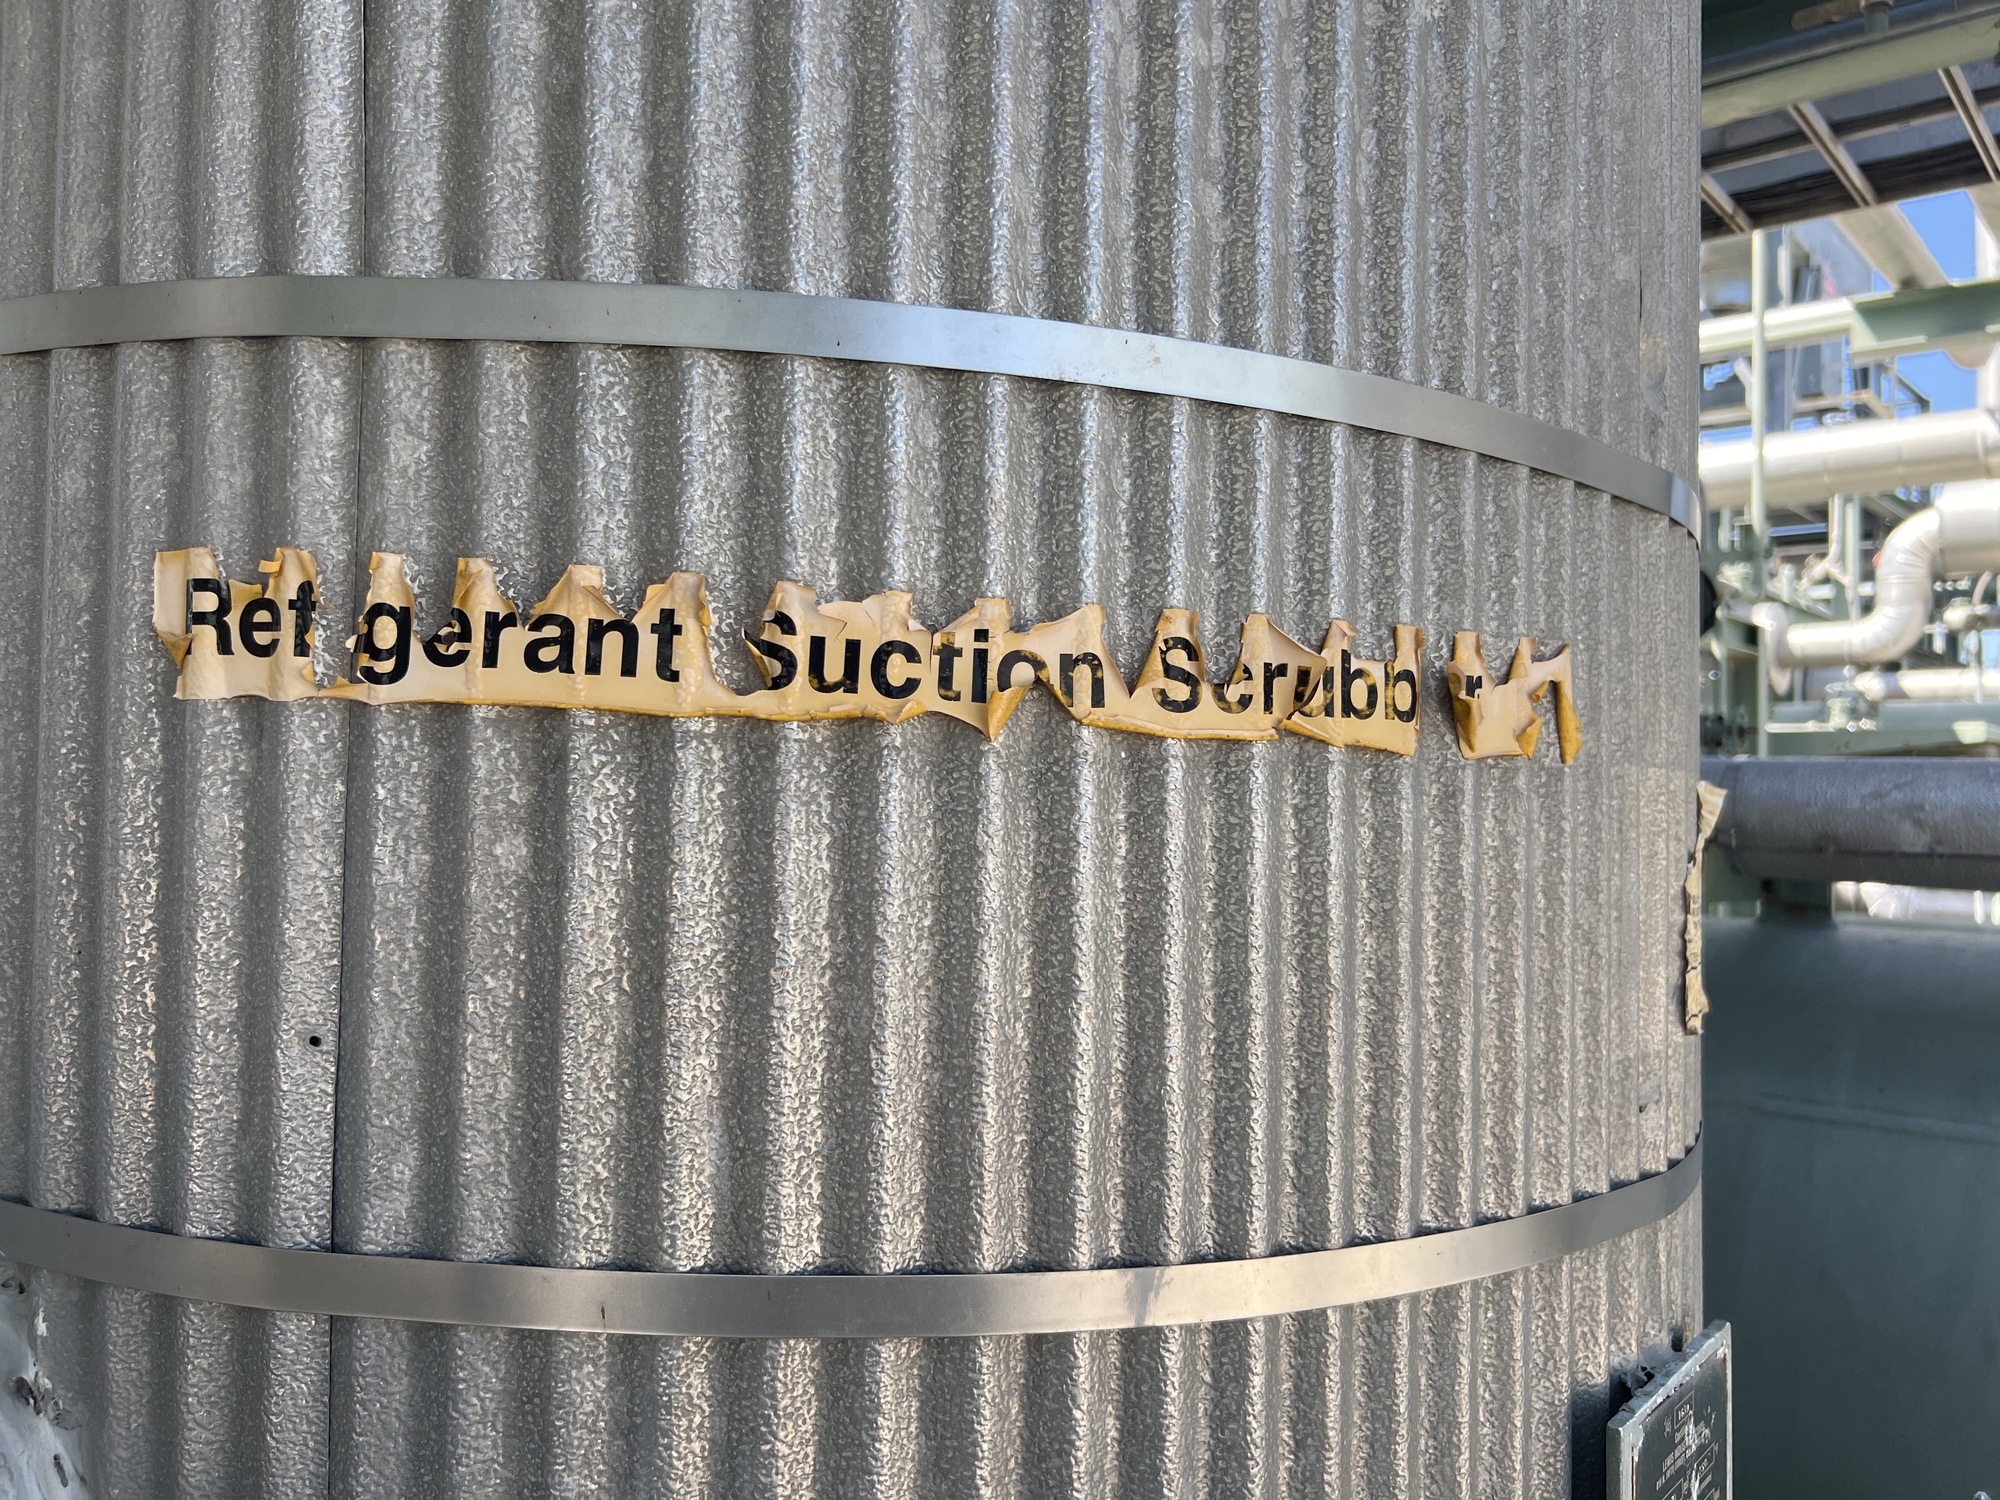 Ref gerant Suction Scrubb r